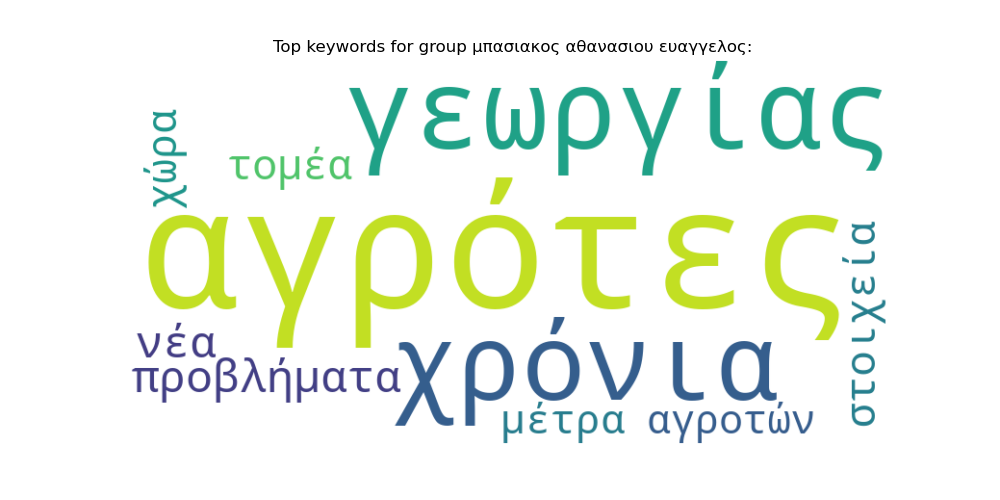 Top keywords for group μπασιακος αθανασιου ευαγγελος:
γεωργίας
χώρα
τομέα
αγρότες
στοιχεία
νέα
χρόνια
προβλήματα
μέτρα
αγροτών